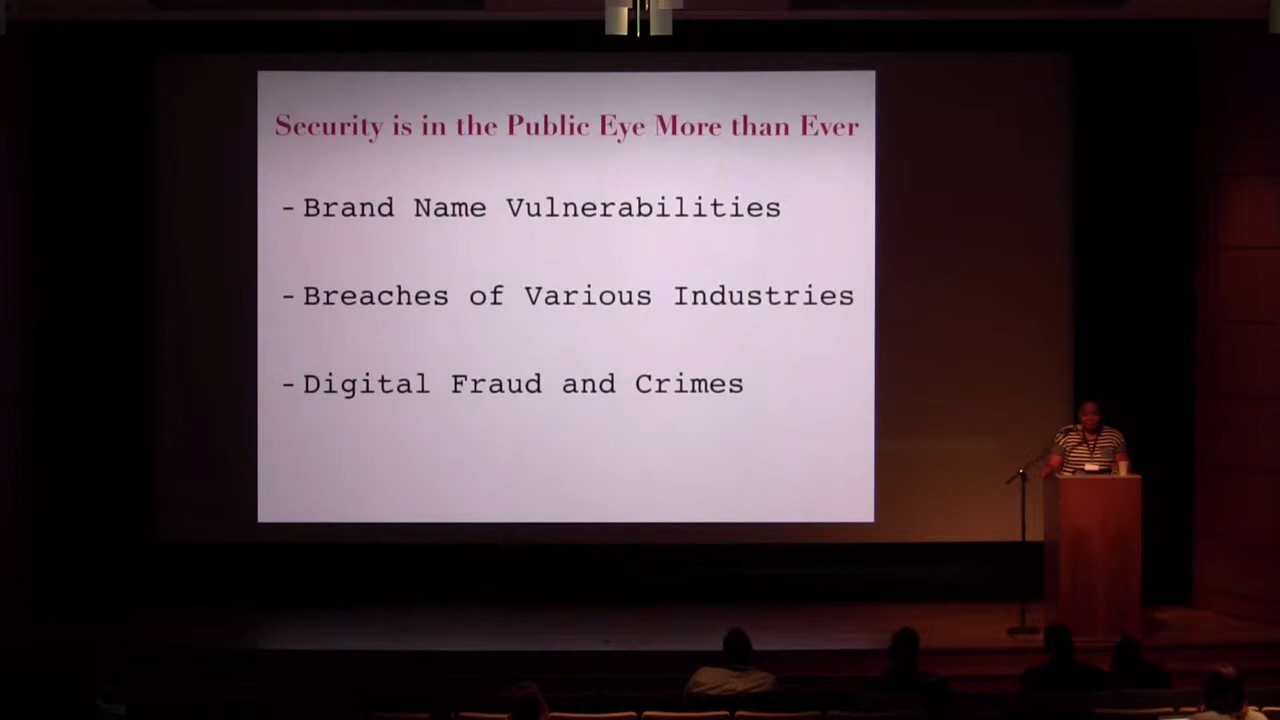 Security is in the Public Eye More than Ever
- Brand Name Vulnerabilities
- Breaches of Various Industries
- Digital Fraud and Crimes